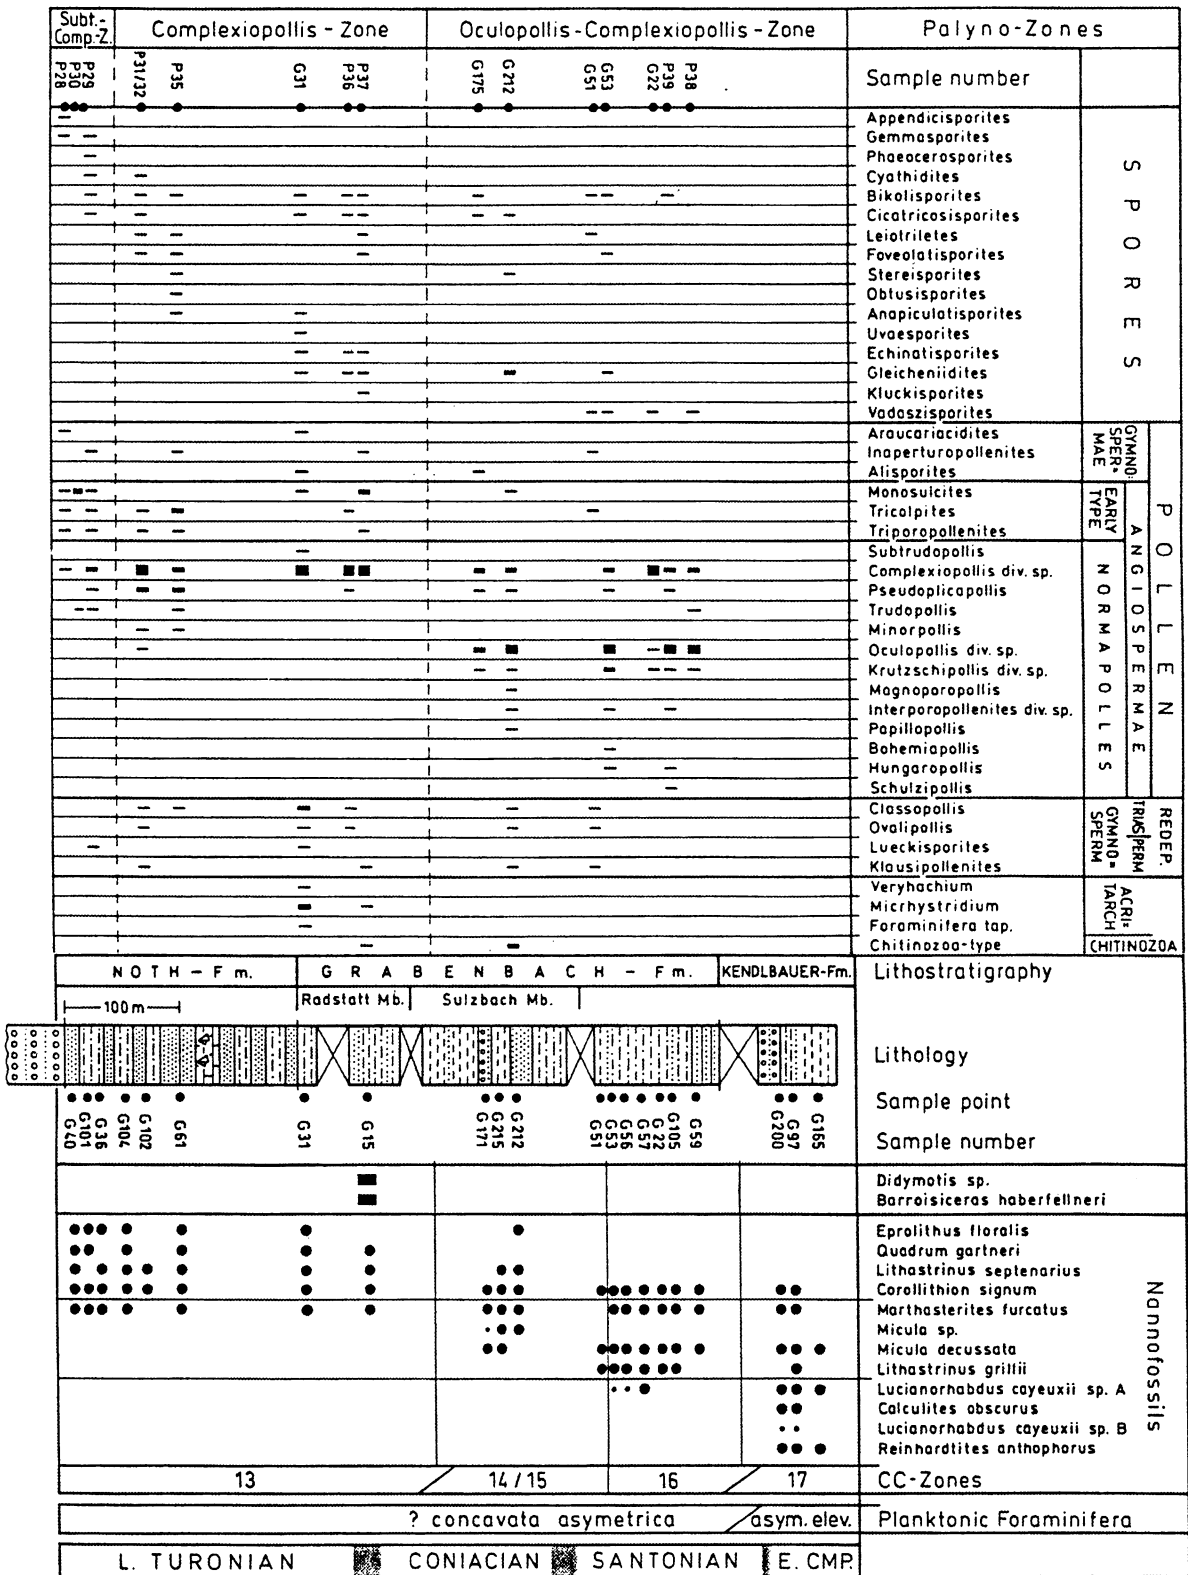 Subt.- Comp.-Z. Complexiopollis - Zone Oculopollis-Complexiopollis - Zone Palyno-Zones
P28 P30 P29 P31/32 P35 G31 P36 P37 G175 G212 G51 G53 G22 P39 P38 Sample number
Appendicisporites
Gemmasporites
Phaeocerosporites
Cyathidites
Bikolisporites
Cicatricosisporites
Leiotriletes
Foveolatisporites
Stereisporites
Obtusisporites
Anapiculatisporites
Uvaesporites
Echinatisporites
Gleicheniidites
Kluckisporites
Vadaszisporites
SPORES
Araucariacidites
Inaperturopollenites
Alisporites
GYMNO= SPER= MAE
Monosulcites
Tricolpites
Triporopollenites
EARLY TYPE
Subtrudopollis
Complexiopollis div. sp.
Pseudoplicapollis
Trudopollis
Minorpollis
Oculopollis div. sp.
Krutzschipollis div. sp.
Magnoporopollis
Interporopollenites div. sp.
Papillopollis
Bohemiapollis
Hungaropollis
Schulzipollis
NORMAPOLLES
ANGIOSPERMAE
POLLEN
Classopollis
Ovalipollis
Lueckisporites
Klausipollenites
GYMNO= SPERM
TRIAS/PERM
REDEP.
Veryhachium
Micrhystridium
Foraminifera tap.
ACRI= TARCH
Chitinozoa-type CHITINOZOA
NOTH - Fm. GRABENBACH - Fm. KENDLBAUER-Fm. Lithostratigraphy
100m Radstatt Mb. Sulzbach Mb.
Lithology
Sample point
G40 G101 G36 G104 G102 G61 G31 G15 G171 G215 G212 G51 G53 G56 G57 G22 G105 G59 G200 G97 G165 Sample number
Didymotis sp.
Barroisiceras haberfellneri
Eprolithus floralis
Quadrum gartneri
Lithastrinus septenarius
Corollithion signum
Marthasterites furcatus
Micula sp.
Micula decussata
Lithastrinus grillii
Lucianorhabdus cayeuxii sp. A
Calculites obscurus
Lucianorhabdus cayeuxii sp. B
Reinhardtites anthophorus
Nannofossils
13 14 / 15 16 17 CC-Zones
? concavata asymetrica asym. elev. Planktonic Foraminifera
L. TURONIAN CONIACIAN SANTONIAN E. CMP.